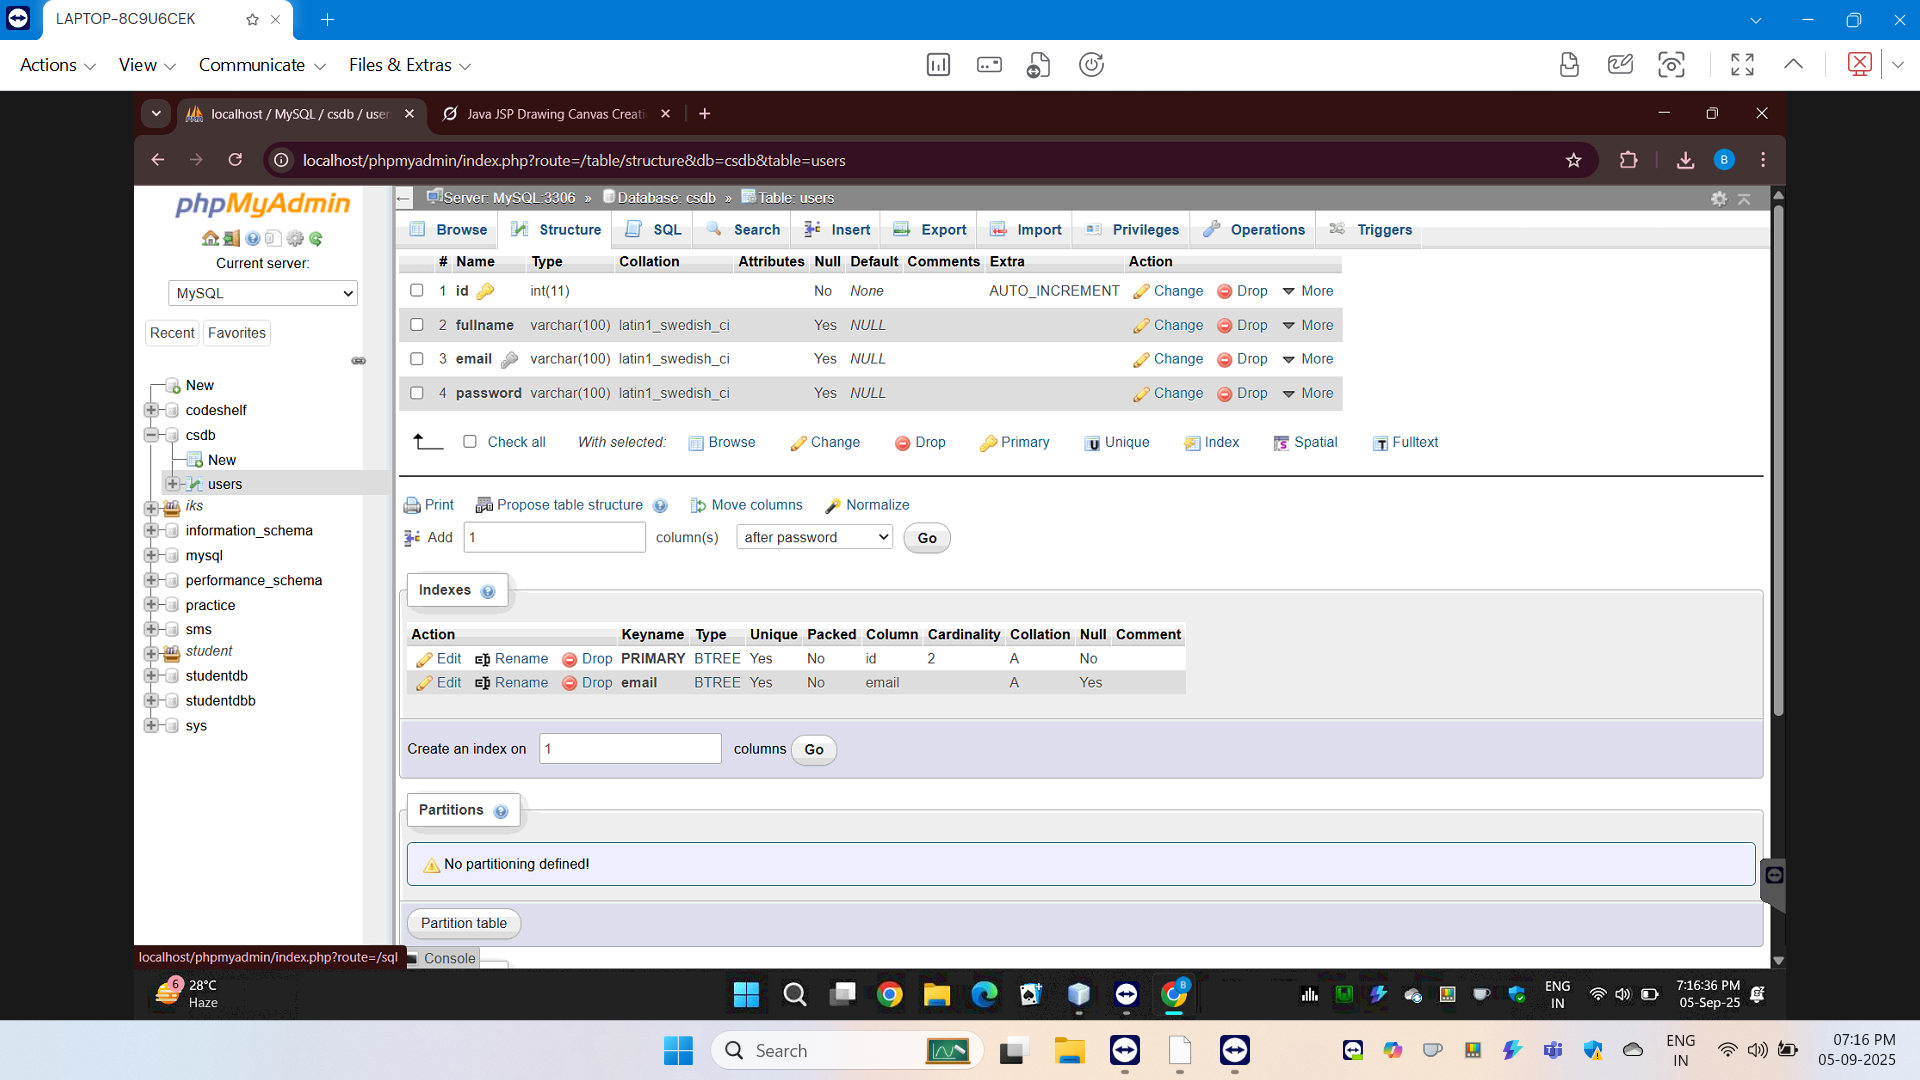 LAPTOP-8C9U6CEK
Actions View Communicate Files & Extras
localhost / MySQL / csdb / user
Java JSP Drawing Canvas Creati
localhost/phpmyadmin/index.php?route=/table/structure&db=csdb&table=users
B
phpMyAdmin
Current server:
MySQL
Recent Favorites
New
codeshelf
csdb
New
users
iks
information_schema
mysql
performance_schema
practice
sms
student
studentdb
studentdbb
sys
Server: MySQL:3306 » Database: csdb » Table: users
Browse Structure SQL Search Insert Export Import Privileges Operations Triggers
# Name Type Collation Attributes Null Default Comments Extra Action
1 id int(11) No None AUTO_INCREMENT Change Drop More
2 fullname varchar(100) latin1_swedish_ci Yes NULL Change Drop More
3 email varchar(100) latin1_swedish_ci Yes NULL Change Drop More
4 password varchar(100) latin1_swedish_ci Yes NULL Change Drop More
Check all With selected: Browse Change Drop Primary Unique Index Spatial Fulltext
Print Propose table structure Move columns Normalize
Add 1 column(s) after password Go
Indexes
Action Keyname Type Unique Packed Column Cardinality Collation Null Comment
Edit Rename Drop PRIMARY BTREE Yes No id 2 A No
Edit Rename Drop email BTREE Yes No email A Yes
Create an index on 1 columns Go
Partitions
No partitioning defined!
Partition table
localhost/phpmyadmin/index.php?route=/sql
Console
6
28°C
Haze
B
ENG
IN
7:16:36 PM
05-Sep-25
Search
ENG
IN
07:16 PM
05-09-2025